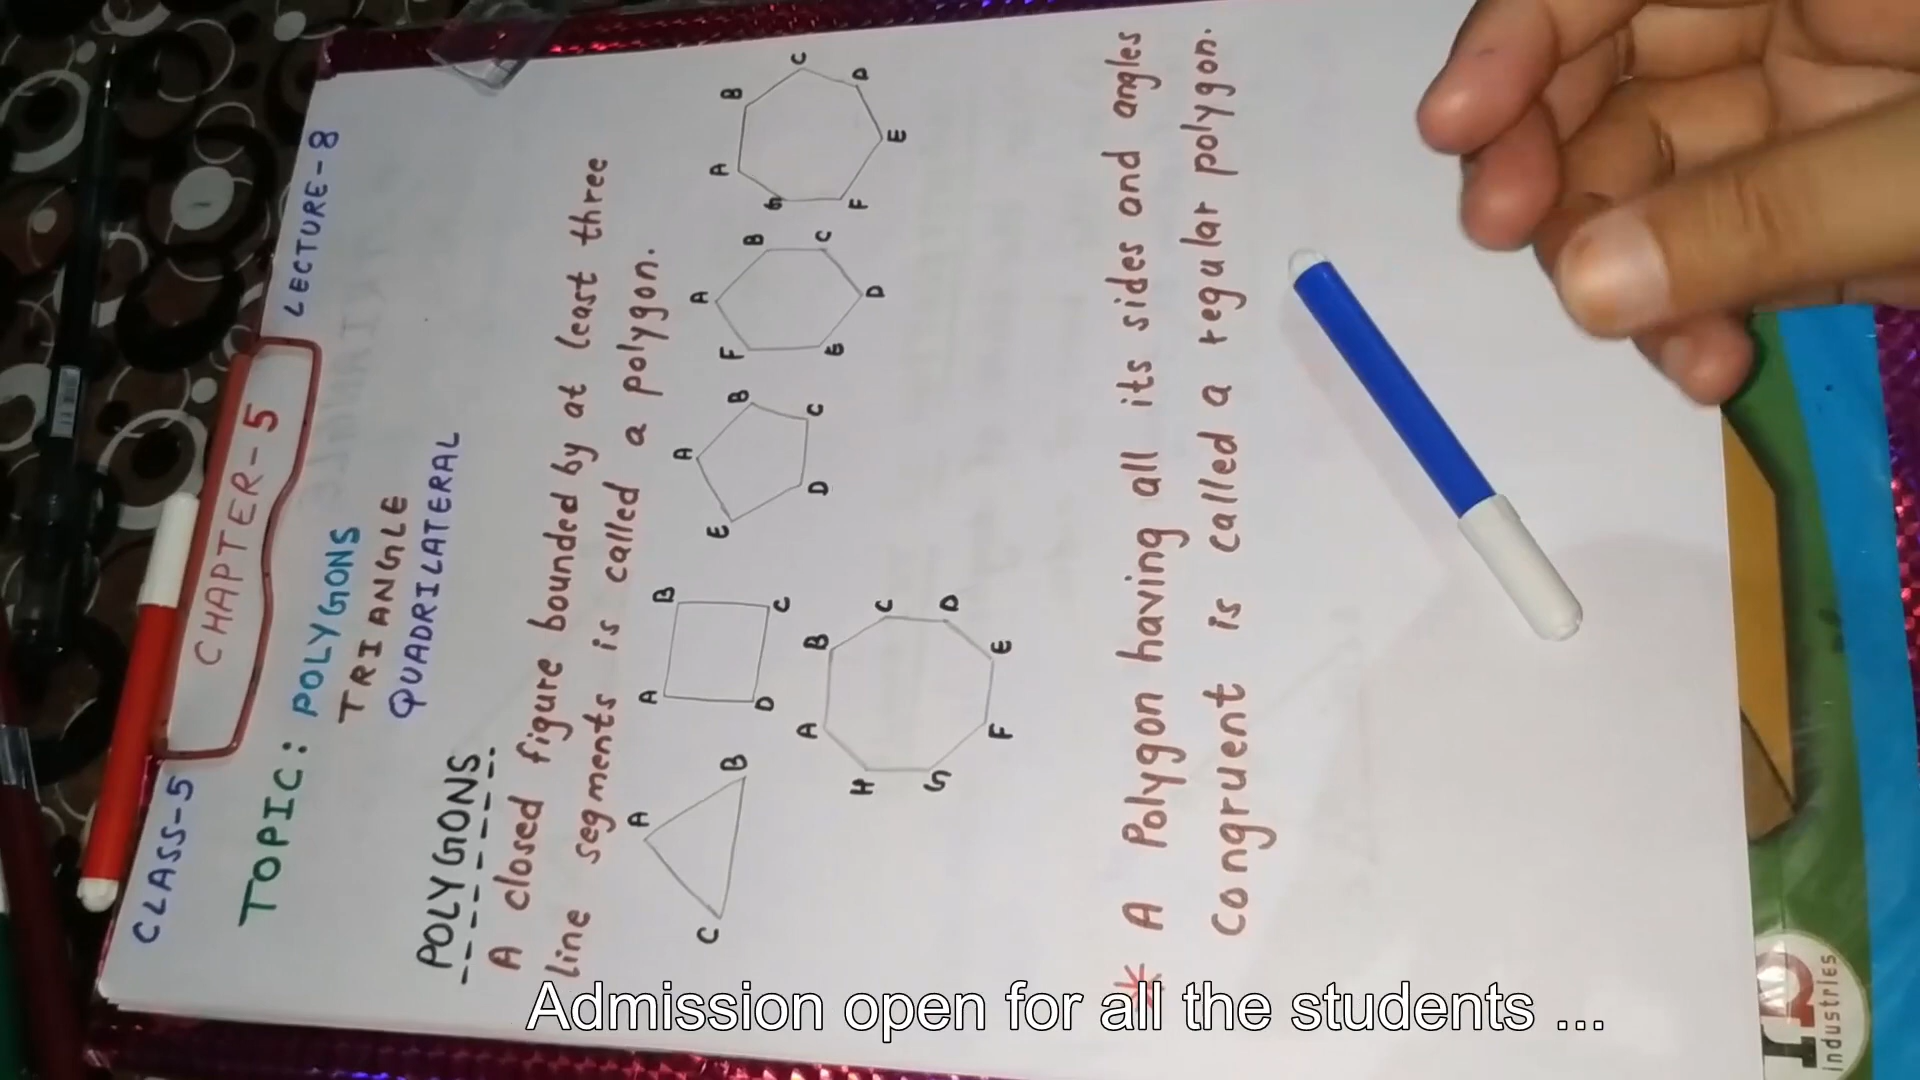 CLASS-5
CHAPTER-5
LECTURE-8
TOPIC: POLYGONS
TRIANGLE
QUADRILATERAL
POLYGONS
A closed figure bounded by at least three
line segments is called a polygon.
A
B
C
A
B
C
D
A
B
C
D
E
A
B
C
D
E
F
A
B
C
D
E
F
G
A
B
C
D
E
F
G
H
* A Polygon having all its sides and angles
Congruent is called a regular polygon.
Admission open for all the students ...
industries